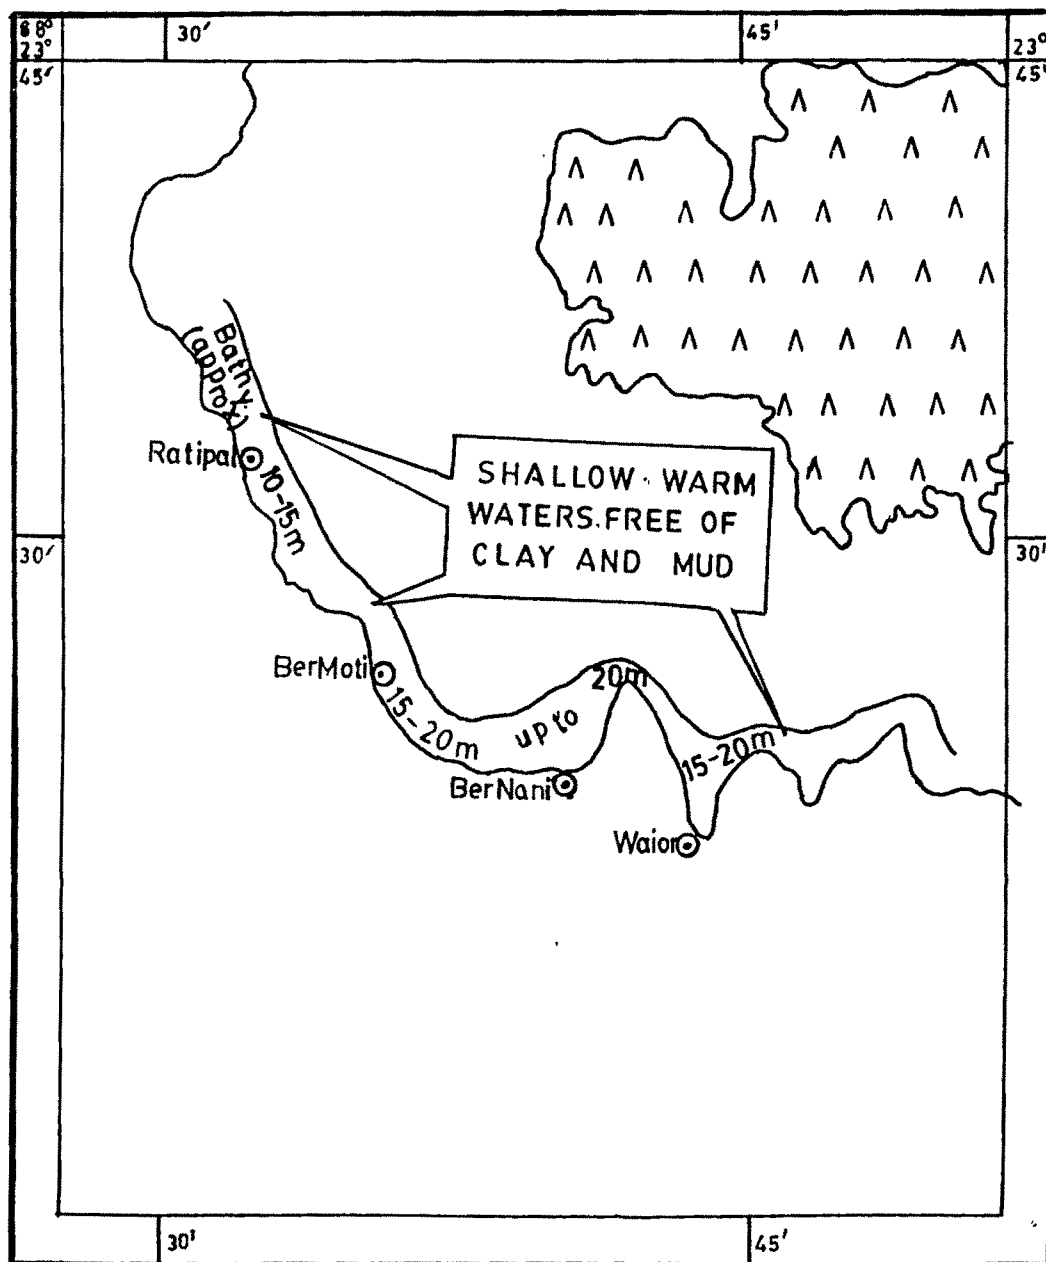 68°
23°
45'
30'
45'
23°
45'
Bathy.
(approx.)
Ratipal
10-15m
SHALLOW. WARM
WATERS.FREE OF
CLAY AND MUD
30'
30'
BerMoti
15-20m
up to
20m
15-20m
BerNani
Waior
30'
45'